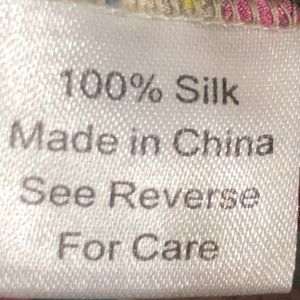 100% Silk
Made in China
See Reverse
For Care